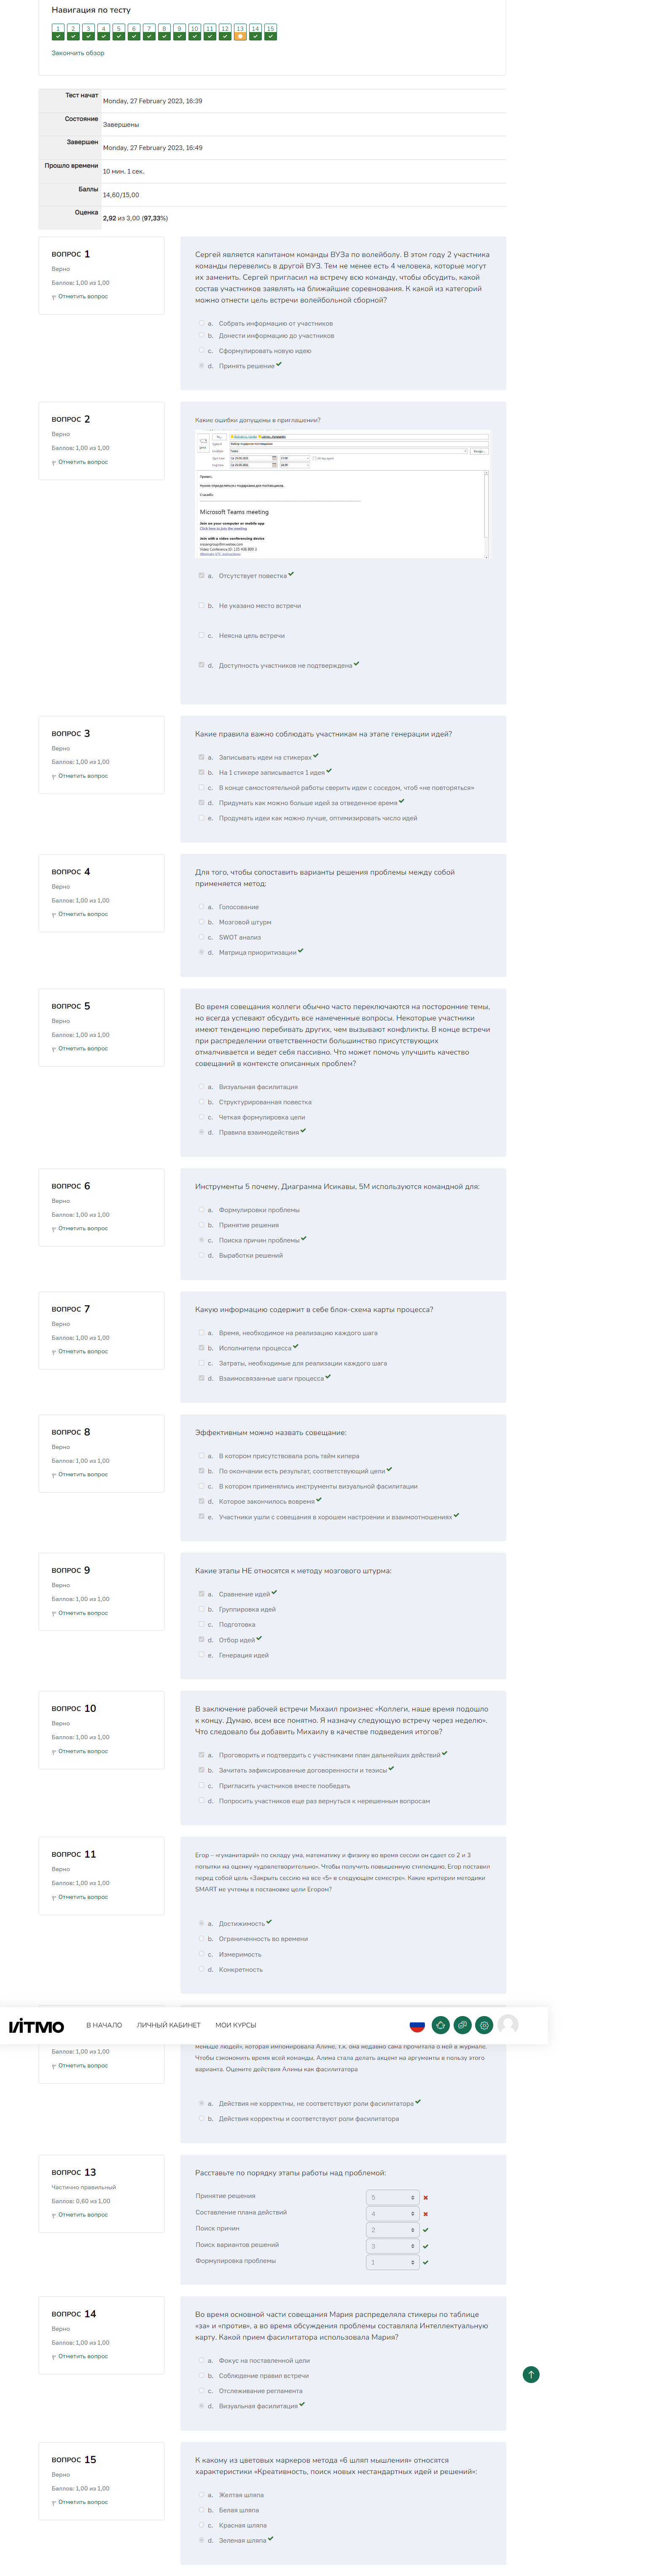 Навигация по тесту
1 2 3 4 5 6 7 8 9 10 11 12 13 14 15
Закончить обзор
Тест начат Monday, 27 February 2023, 16:39
Состояние Завершены
Завершен Monday, 27 February 2023, 16:49
Прошло времени 10 мин. 1 сек.
Баллы 14,60/15,00
Оценка 2,92 из 3,00 (97,33%)
ВОПРОС 1
Верно
Баллов: 1,00 из 1,00
Отметить вопрос
Сергей является капитаном команды ВУЗа по волейболу. В этом году 2 участника
команды перевелись в другой ВУЗ. Тем не менее есть 4 человека, которые могут
их заменить. Сергей пригласил на встречу всю команду, чтобы обсудить, какой
состав участников заявлять на ближайшие соревнования. К какой из категорий
можно отнести цель встречи волейбольной сборной?
a. Собрать информацию от участников
b. Донести информацию до участников
c. Сформулировать новую идею
d. Принять решение
ВОПРОС 2
Верно
Баллов: 1,00 из 1,00
Отметить вопрос
Какие ошибки допущены в приглашении?
Привет,
Нужно определиться с подарками для поставщиков.
Спасибо
Microsoft Teams meeting
Join on your computer or mobile app
Click here to join the meeting
Join with a video conferencing device
Video Conference ID: 125 436 800 3
a. Отсутствует повестка
b. Не указано место встречи
c. Неясна цель встречи
d. Доступность участников не подтверждена
ВОПРОС 3
Верно
Баллов: 1,00 из 1,00
Отметить вопрос
Какие правила важно соблюдать участникам на этапе генерации идей?
a. Записывать идеи на стикерах
b. На 1 стикере записывается 1 идея
c. В конце самостоятельной работы сверить идеи с соседом, чтоб «не повторяться»
d. Придумать как можно больше идей за отведенное время
e. Продумать идеи как можно лучше, оптимизировать число идей
ВОПРОС 4
Верно
Баллов: 1,00 из 1,00
Отметить вопрос
Для того, чтобы сопоставить варианты решения проблемы между собой
применяется метод:
a. Голосование
b. Мозговой штурм
c. SWOT анализ
d. Матрица приоритизации
ВОПРОС 5
Верно
Баллов: 1,00 из 1,00
Отметить вопрос
Во время совещания коллеги обычно часто переключаются на посторонние темы,
но всегда успевают обсудить все намеченные вопросы. Некоторые участники
имеют тенденцию перебивать других, чем вызывают конфликты. В конце встречи
при распределении ответственности большинство присутствующих
отмалчивается и ведет себя пассивно. Что может помочь улучшить качество
совещаний в контексте описанных проблем?
a. Визуальная фасилитация
b. Структурированная повестка
c. Четкая формулировка цели
d. Правила взаимодействия
ВОПРОС 6
Верно
Баллов: 1,00 из 1,00
Отметить вопрос
Инструменты 5 почему, Диаграмма Исикавы, 5М используются командной для:
a. Формулировки проблемы
b. Принятие решения
c. Поиска причин проблемы
d. Выработки решений
ВОПРОС 7
Верно
Баллов: 1,00 из 1,00
Отметить вопрос
Какую информацию содержит в себе блок-схема карты процесса?
a. Время, необходимое на реализацию каждого шага
b. Исполнители процесса
c. Затраты, необходимые для реализации каждого шага
d. Взаимосвязанные шаги процесса
ВОПРОС 8
Верно
Баллов: 1,00 из 1,00
Отметить вопрос
Эффективным можно назвать совещание:
a. В котором присутствовала роль тайм кипера
b. По окончании есть результат, соответствующий цели
c. В котором применялись инструменты визуальной фасилитации
d. Которое закончилось вовремя
e. Участники ушли с совещания в хорошем настроении и взаимоотношениях
ВОПРОС 9
Верно
Баллов: 1,00 из 1,00
Отметить вопрос
Какие этапы НЕ относятся к методу мозгового штурма:
a. Сравнение идей
b. Группировка идей
c. Подготовка
d. Отбор идей
e. Генерация идей
ВОПРОС 10
Верно
Баллов: 1,00 из 1,00
Отметить вопрос
В заключение рабочей встречи Михаил произнес «Коллеги, наше время подошло
к концу. Думаю, всем все понятно. Я назначу следующую встречу через неделю».
Что следовало бы добавить Михаилу в качестве подведения итогов?
a. Проговорить и подтвердить с участниками план дальнейших действий
b. Зачитать зафиксированные договоренности и тезисы
c. Пригласить участников вместе пообедать
d. Попросить участников еще раз вернуться к нерешенным вопросам
ВОПРОС 11
Верно
Баллов: 1,00 из 1,00
Отметить вопрос
Егор – «гуманитарий» по складу ума, математику и физику во время сессии он сдает со 2 и 3
попытки на оценку «удовлетворительно». Чтобы получить повышенную стипендию, Егор поставил
перед собой цель «Закрыть сессию на все «5» в следующем семестре». Какие критерии методики
SMART не учтены в постановке цели Егором?
a. Достижимость
b. Ограниченность во времени
c. Измеримость
d. Конкретность
ИТМО
В НАЧАЛО ЛИЧНЫЙ КАБИНЕТ МОИ КУРСЫ
Баллов: 1,00 из 1,00
Отметить вопрос
меньше людей», которая импонировала Алине, т.к. она недавно сама прочитала о ней в журнале.
Чтобы сэкономить время всей команды, Алима стала делать акцент на аргументы в пользу этого
варианта. Оцените действия Алимы как фасилитатора
a. Действия не корректны, не соответствуют роли фасилитатора
b. Действия корректны и соответствуют роли фасилитатора
ВОПРОС 13
Частично правильный
Баллов: 0,60 из 1,00
Отметить вопрос
Расставьте по порядку этапы работы над проблемой:
Принятие решения 5
Составление плана действий 4
Поиск причин 2
Поиск вариантов решений 3
Формулировка проблемы 1
ВОПРОС 14
Верно
Баллов: 1,00 из 1,00
Отметить вопрос
Во время основной части совещания Мария распределяла стикеры по таблице
«за» и «против», а во время обсуждения проблемы составляла Интеллектуальную
карту. Какой прием фасилитатора использовала Мария?
a. Фокус на поставленной цели
b. Соблюдение правил встречи
c. Отслеживание регламента
d. Визуальная фасилитация
ВОПРОС 15
Верно
Баллов: 1,00 из 1,00
Отметить вопрос
К какому из цветовых маркеров метода «6 шляп мышления» относятся
характеристики «Креативность, поиск новых нестандартных идей и решений»:
a. Желтая шляпа
b. Белая шляпа
c. Красная шляпа
d. Зеленая шляпа